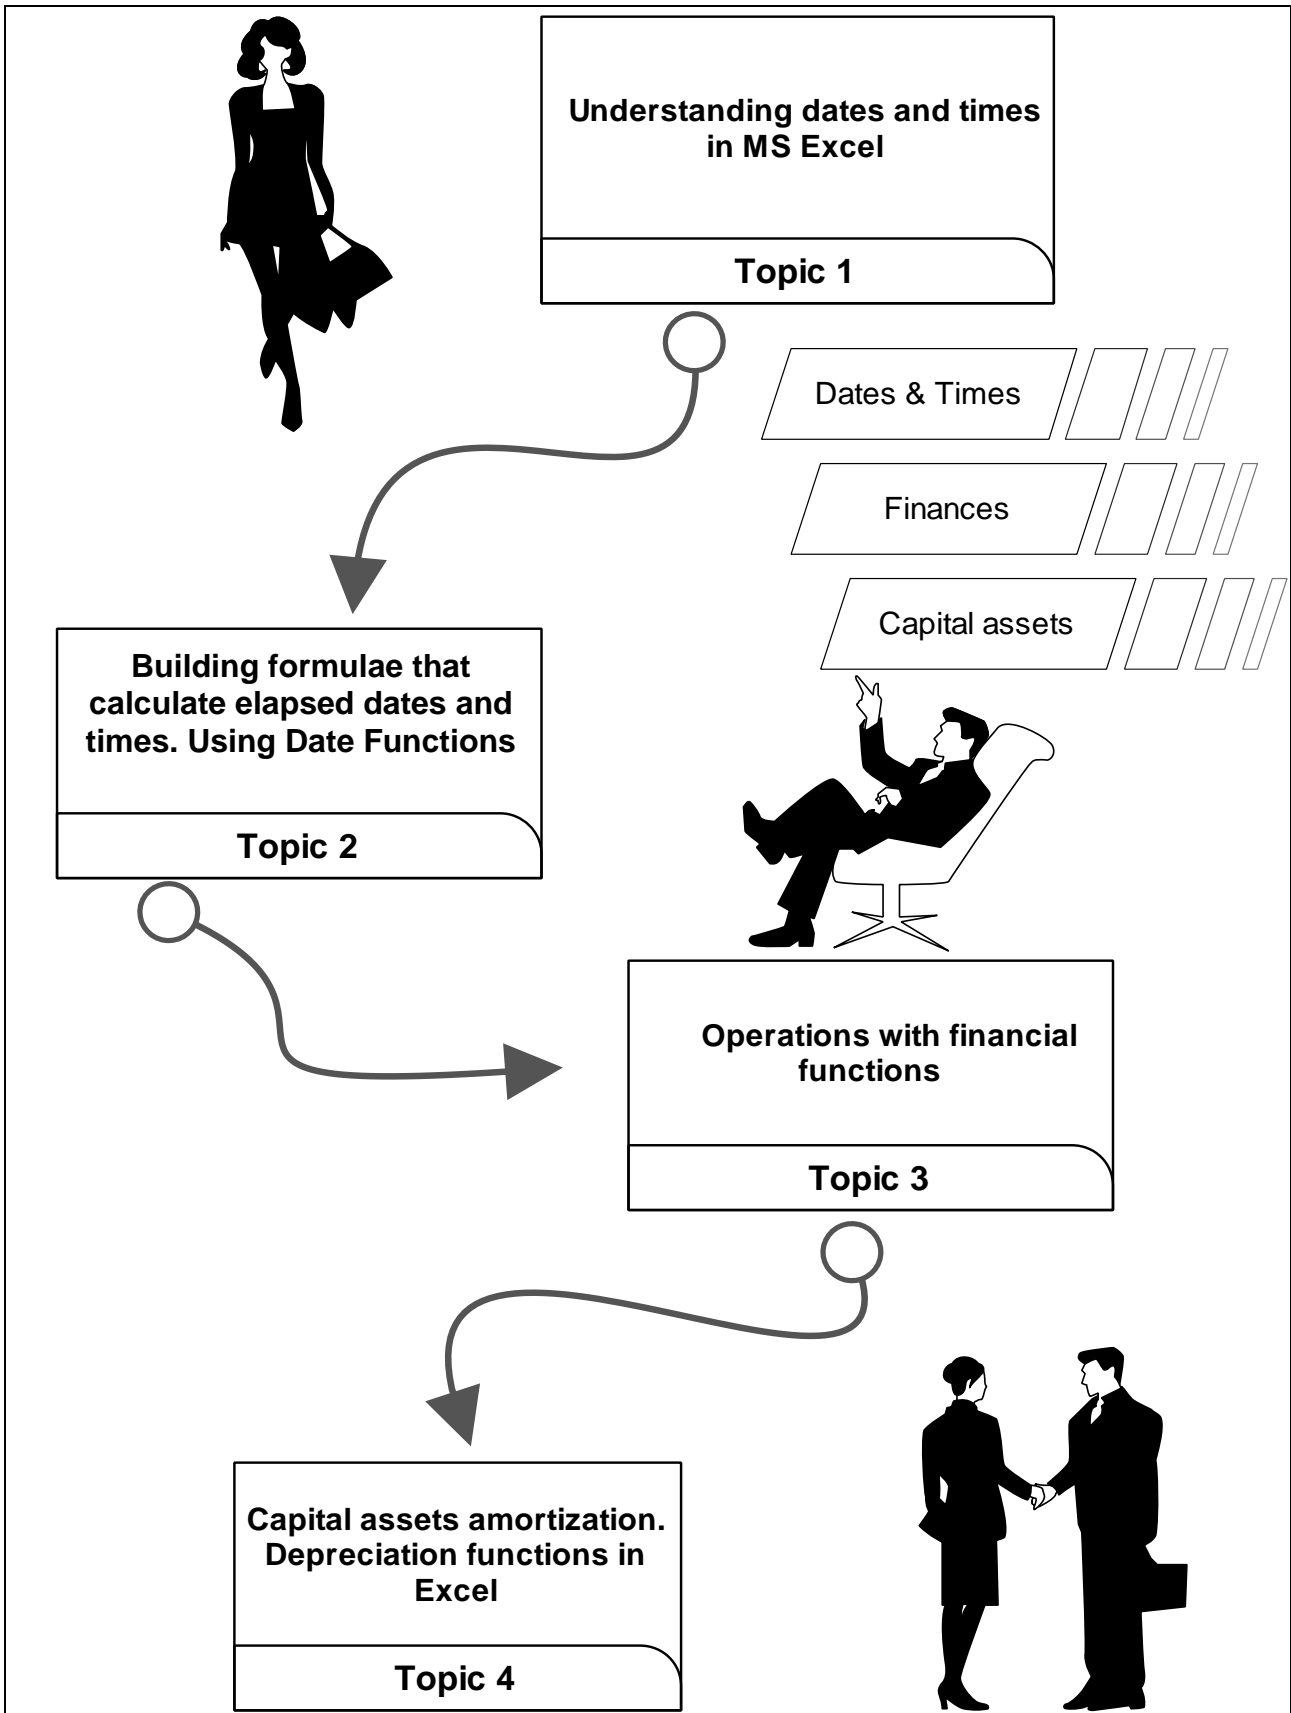 Understanding dates and times
in MS Excel
Topic 1
Dates & Times
Finances
Capital assets
Building formulae that
calculate elapsed dates and
times. Using Date Functions
Topic 2
Operations with financial
functions
Topic 3
Capital assets amortization.
Depreciation functions in
Excel
Topic 4